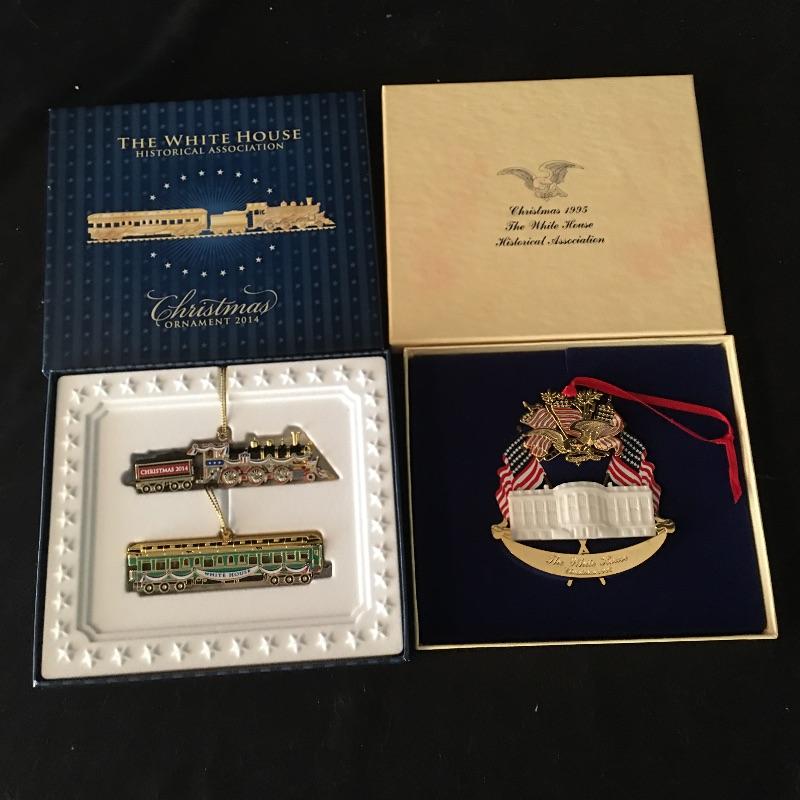 THE WHITE HOUSE
HISTORICAL ASSOCIATION
Christmas
ORNAMENT 2014
CHRISTMAS 2014
WHITE HOUSE
Christmas 1995
The White House
Historical Association
The White House